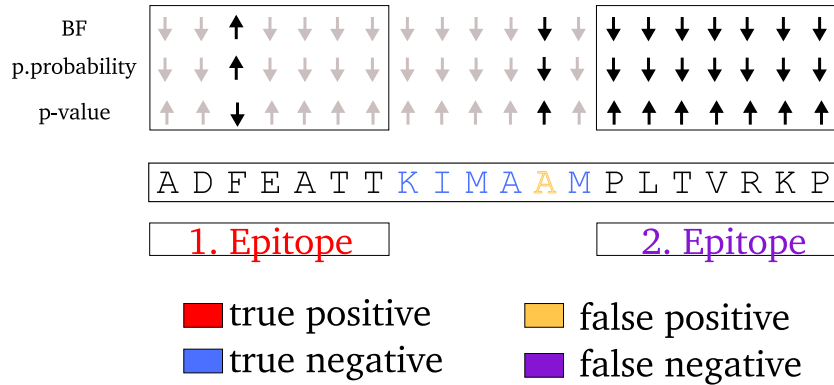 BF
p.probability
p-value
A D F E A T T K I M A A M P L T V R K P
1. Epitope 2. Epitope
true positive false positive
true negative false negative